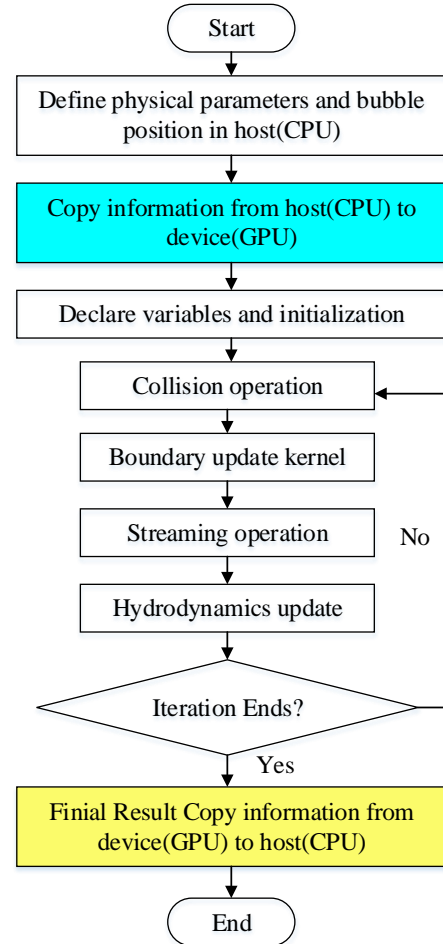 Start
Define physical parameters and bubble
position in host(CPU)
Copy information from host(CPU) to
device(GPU)
Declare variables and initialization
Collision operation
Boundary update kernel
Streaming operation
No
Hydrodynamics update
Iteration Ends?
Yes
Finial Result Copy information from
device(GPU) to host(CPU)
End